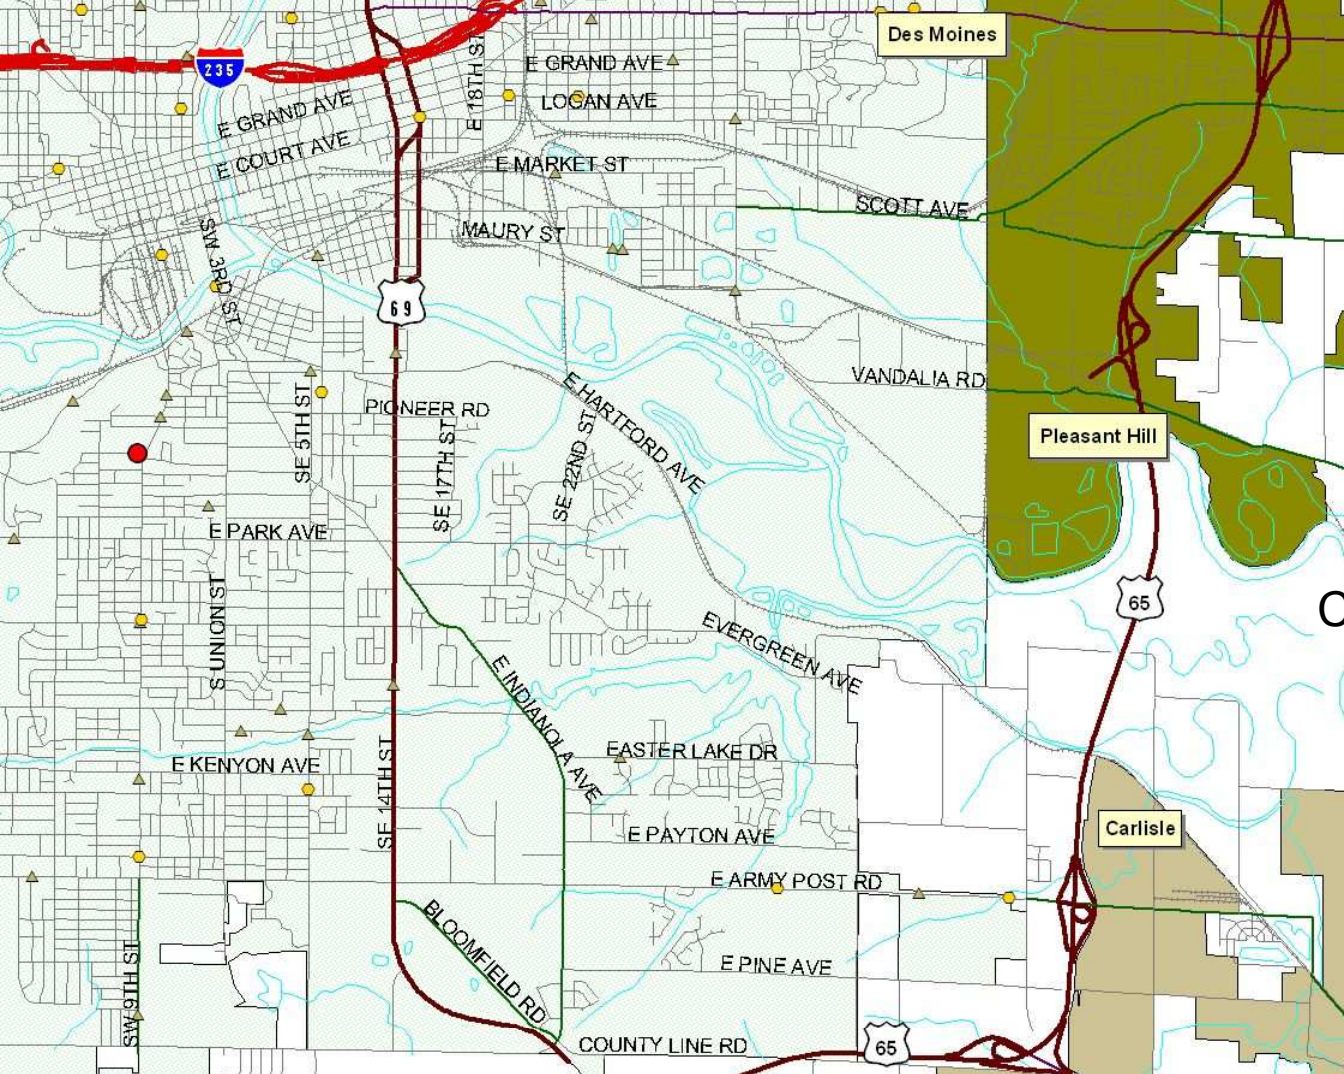 Des Moines
235
E 18TH ST
E GRAND AVE
LOGAN AVE
E GRAND AVE
E COURT AVE
E MARKET ST
SCOTT AVE
MAURY ST
SW 3RD ST
69
VANDALIA RD
E HARTFORD AVE
PIONEER RD
SE 5TH ST
SE 17TH ST
SE 22ND ST
Pleasant Hill
E PARK AVE
65
C
S UNION ST
EVERGREEN AVE
E INDIANOLA AVE
EASTER LAKE DR
E KENYON AVE
SE 14TH ST
E PAYTON AVE
Carlisle
E ARMY POST RD
BLOOMFIELD RD
SW 9TH ST
E PINE AVE
COUNTY LINE RD
65